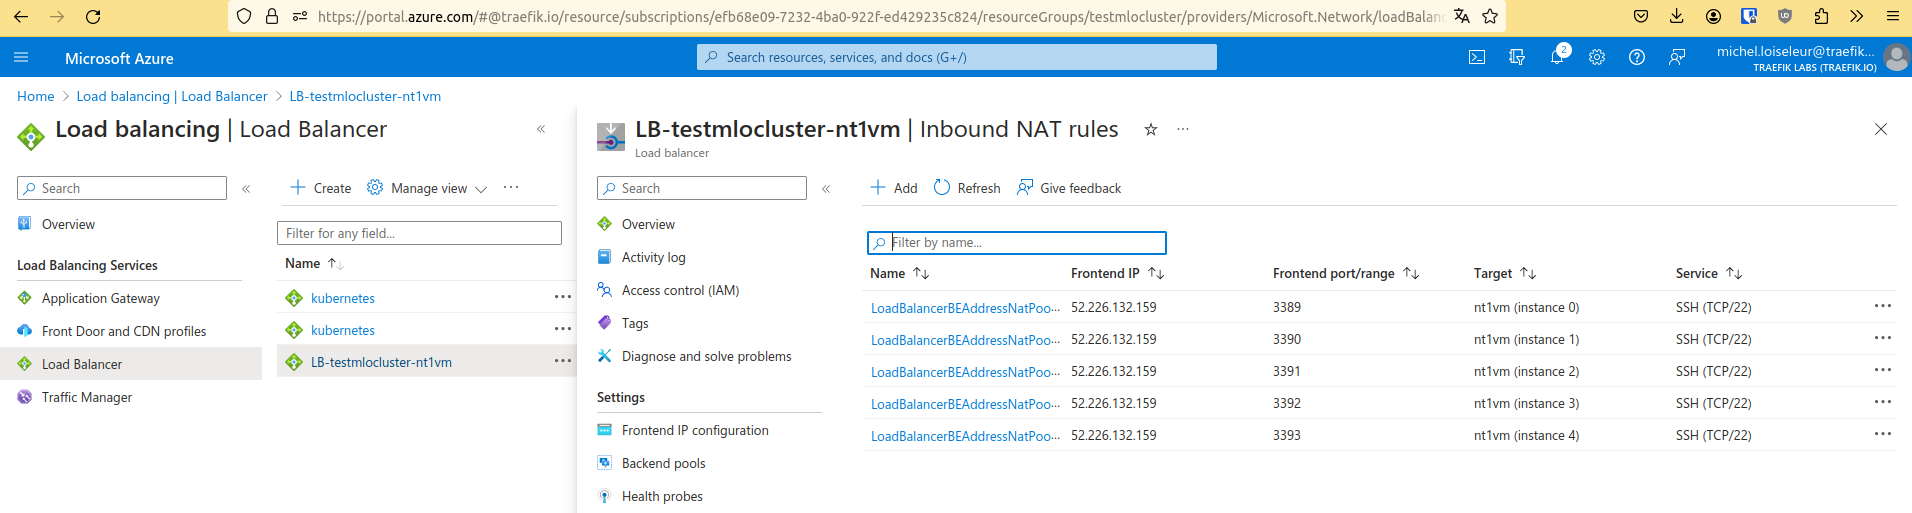 https://portal.azure.com/#@traefik.io/resource/subscriptions/efb68e09-7232-4ba0-922f-ed429235c824/resourceGroups/testmlocluster/providers/Microsoft.Network/loadBalanc
Microsoft Azure
Search resources, services, and docs (G+/)
2
michel.loiseleur@traefik...
TRAEFIK LABS (TRAEFIK.IO)
Home > Load balancing | Load Balancer > LB-testmlocluster-nt1vm
Load balancing | Load Balancer
«
Search
«
Overview
Load Balancing Services
Application Gateway
Front Door and CDN profiles
Load Balancer
Traffic Manager
Create
Manage view
...
Filter for any field...
Name
kubernetes ...
kubernetes ...
LB-testmlocluster-nt1vm ...
LB-testmlocluster-nt1vm | Inbound NAT rules
...
Load balancer
Search
«
Overview
Activity log
Access control (IAM)
Tags
Diagnose and solve problems
Settings
Frontend IP configuration
Backend pools
Health probes
Add
Refresh
Give feedback
Filter by name...
Name Frontend IP Frontend port/range Target Service
LoadBalancerBEAddressNatPoo... 52.226.132.159 3389 nt1vm (instance 0) SSH (TCP/22) ...
LoadBalancerBEAddressNatPoo... 52.226.132.159 3390 nt1vm (instance 1) SSH (TCP/22) ...
LoadBalancerBEAddressNatPoo... 52.226.132.159 3391 nt1vm (instance 2) SSH (TCP/22) ...
LoadBalancerBEAddressNatPoo... 52.226.132.159 3392 nt1vm (instance 3) SSH (TCP/22) ...
LoadBalancerBEAddressNatPoo... 52.226.132.159 3393 nt1vm (instance 4) SSH (TCP/22) ...